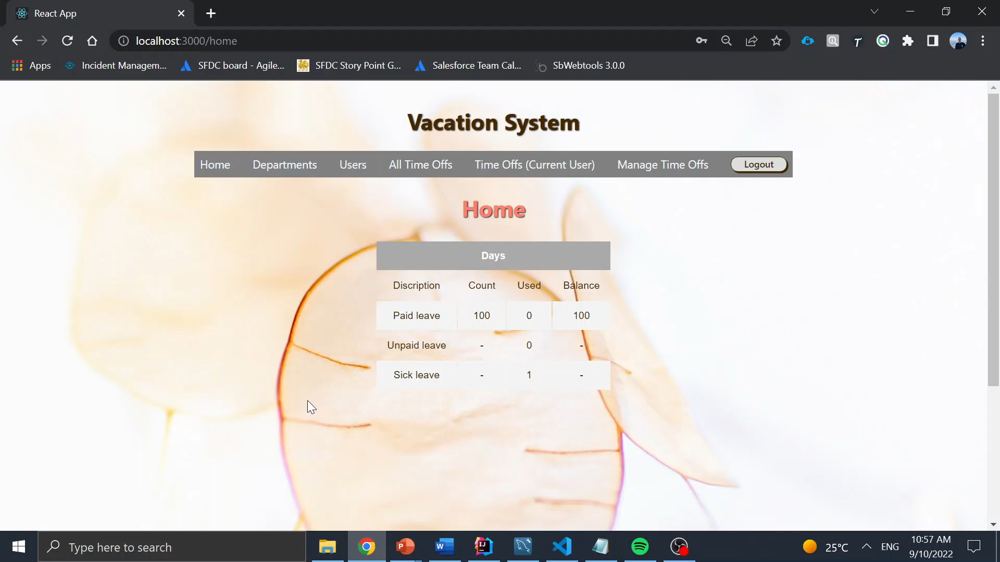 React App
localhost:3000/home
Apps
Incident Managem...
SFDC board - Agile...
SFDC Story Point G...
Salesforce Team Cal...
SbWebtools 3.0.0
Vacation System
Home
Departments
Users
All Time Offs
Time Offs (Current User)
Manage Time Offs
Logout
Home
Days
Discription Count Used Balance
Paid leave 100 0 100
Unpaid leave - 0 -
Sick leave - 1 -
Type here to search
25°C
ENG
10:57 AM
9/10/2022